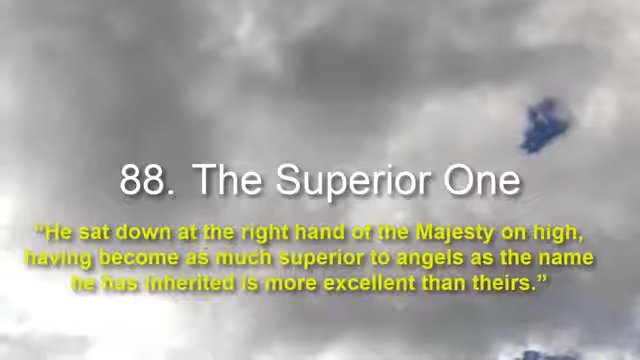 88. The Superior One
“He sat down at the right hand of the Majesty on high,
having become as much superior to angels as the name
he has inherited is more excellent than theirs.”